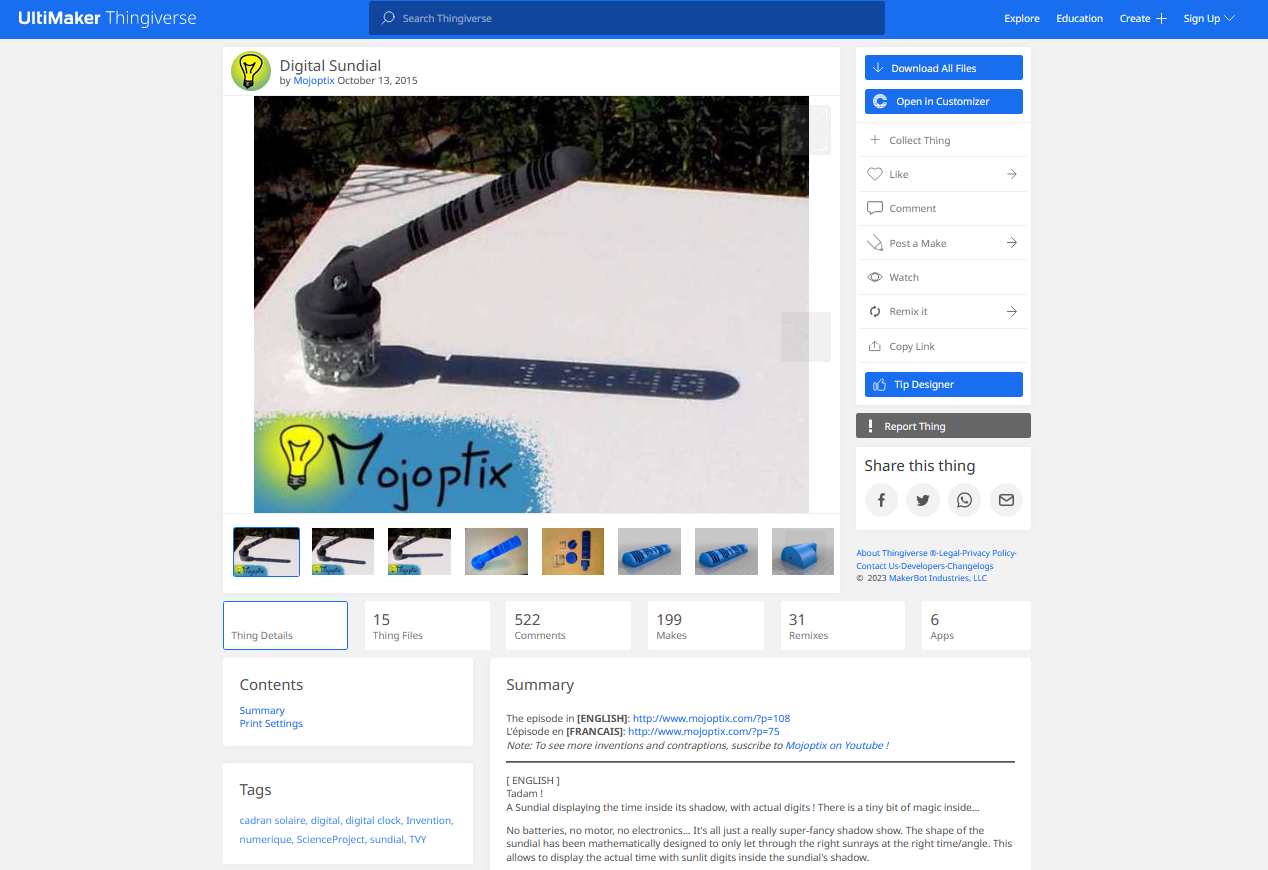 UltiMaker Thingiverse
Search Thingiverse
Explore
Education
Create
Sign Up
Digital Sundial
by Mojoptix October 13, 2015
12:40
Mojoptix
Download All Files
Open in Customizer
Collect Thing
Like
Comment
Post a Make
Watch
Remix it
Copy Link
Tip Designer
Report Thing
Share this thing
About Thingiverse ®-Legal-Privacy Policy-
Contact Us-Developers-Changelogs
© 2023 MakerBot Industries, LLC
Thing Details
15
Thing Files
522
Comments
199
Makes
31
Remixes
6
Apps
Contents
Summary
Print Settings
Tags
cadran solaire, digital, digital clock, Invention,
numerique, ScienceProject, sundial, TVY
Summary
The episode in [ENGLISH]: http://www.mojoptix.com/?p=108
L'épisode en [FRANCAIS]: http://www.mojoptix.com/?p=75
Note: To see more inventions and contraptions, suscribe to Mojoptix on Youtube !
[ ENGLISH ]
Tadam !
A Sundial displaying the time inside its shadow, with actual digits ! There is a tiny bit of magic inside...
No batteries, no motor, no electronics... It's all just a really super-fancy shadow show. The shape of the
sundial has been mathematically designed to only let through the right sunrays at the right time/angle. This
allows to display the actual time with sunlit digits inside the sundial's shadow.